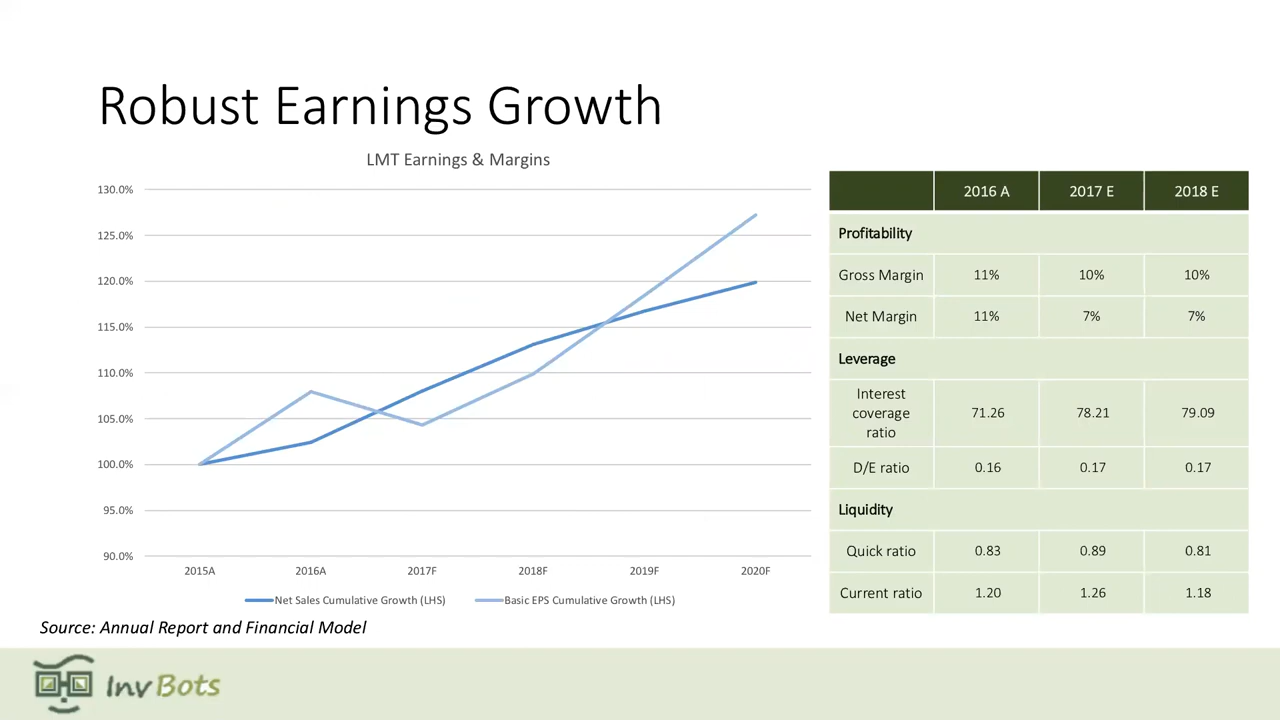 Robust Earnings Growth
LMT Earnings & Margins
130.0%
125.0%
120.0%
115.0%
110.0%
105.0%
100.0%
95.0%
90.0%
2015A 2016A 2017F 2018F 2019F 2020F
Net Sales Cumulative Growth (LHS) Basic EPS Cumulative Growth (LHS)
2016 A 2017 E 2018 E
Profitability
Gross Margin 11% 10% 10%
Net Margin 11% 7% 7%
Leverage
Interest
coverage 71.26 78.21 79.09
ratio
D/E ratio 0.16 0.17 0.17
Liquidity
Quick ratio 0.83 0.89 0.81
Current ratio 1.20 1.26 1.18
Source: Annual Report and Financial Model
InvBots